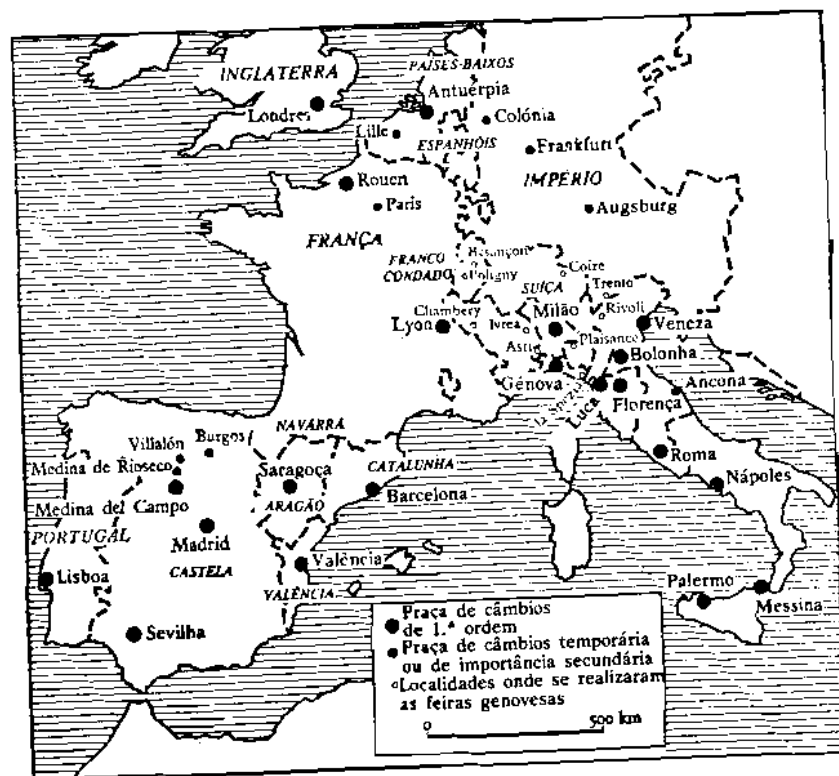 INGLATERRA
Londres
PAÍSES-BAIXOS
Antuérpia
Colónia
Lille
ESPANHÓIS
Frankfurt
IMPÉRIO
Rouen
Paris
Augsburg
FRANÇA
FRANCO
CONDADO
Besançon
Poligny
SUÍÇA
Coire
Trento
Chambery
Lyon
Ivrea
Milão
Rivoli
Veneza
Asti
Plaisance
Bolonha
Génova
la Spezia
Luca
Florença
Ancona
Roma
Nápoles
NAVARRA
Villalón
Burgos
Medina de Rioseco
Saragoça
CATALUNHA
Medina del Campo
ARAGÃO
Barcelona
PORTUGAL
Madrid
CASTELA
Valência
Lisboa
VALÊNCIA
Sevilha
Palermo
Messina
Praça de câmbios
de 1.ª ordem
Praça de câmbios temporária
ou de importância secundária
Localidades onde se realizaram
as feiras genovesas
0
500 km